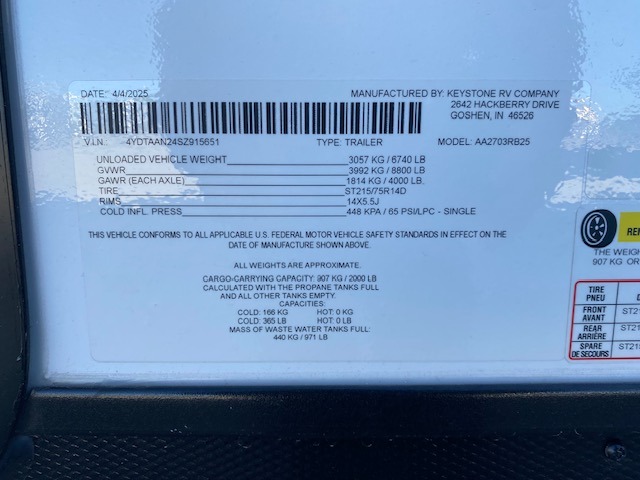 DATE: 4/4/2025
MANUFACTURED BY: KEYSTONE RV COMPANY
2642 HACKBERRY DRIVE
GOSHEN, IN 46526
V.I.N. 4YDTAAN24SZ915651 TYPE: TRAILER MODEL: AA2703RB25
UNLOADED VEHICLE WEIGHT 3057 KG / 6740 LB
GVWR 3992 KG / 8800 LB
GAWR (EACH AXLE) 1814 KG / 4000 LB.
TIRE ST215/75R14D
RIMS 14X5.5J
COLD INFL. PRESS 448 KPA / 65 PSI/LPC - SINGLE
THIS VEHICLE CONFORMS TO ALL APPLICABLE U.S. FEDERAL MOTOR VEHICLE SAFETY STANDARDS IN EFFECT ON THE
DATE OF MANUFACTURE SHOWN ABOVE.
ALL WEIGHTS ARE APPROXIMATE.
CARGO-CARRYING CAPACITY: 907 KG / 2000 LB
CALCULATED WITH THE PROPANE TANKS FULL
AND ALL OTHER TANKS EMPTY.
CAPACITIES:
COLD: 166 KG HOT: 0 KG
COLD: 365 LB HOT: 0 LB
MASS OF WASTE WATER TANKS FULL:
440 KG / 971 LB
THE WEIGH
907 KG OR
TIRE
PNEU
FRONT
AVANT
REAR
ARRIÈRE
SPARE
DE SECOURS